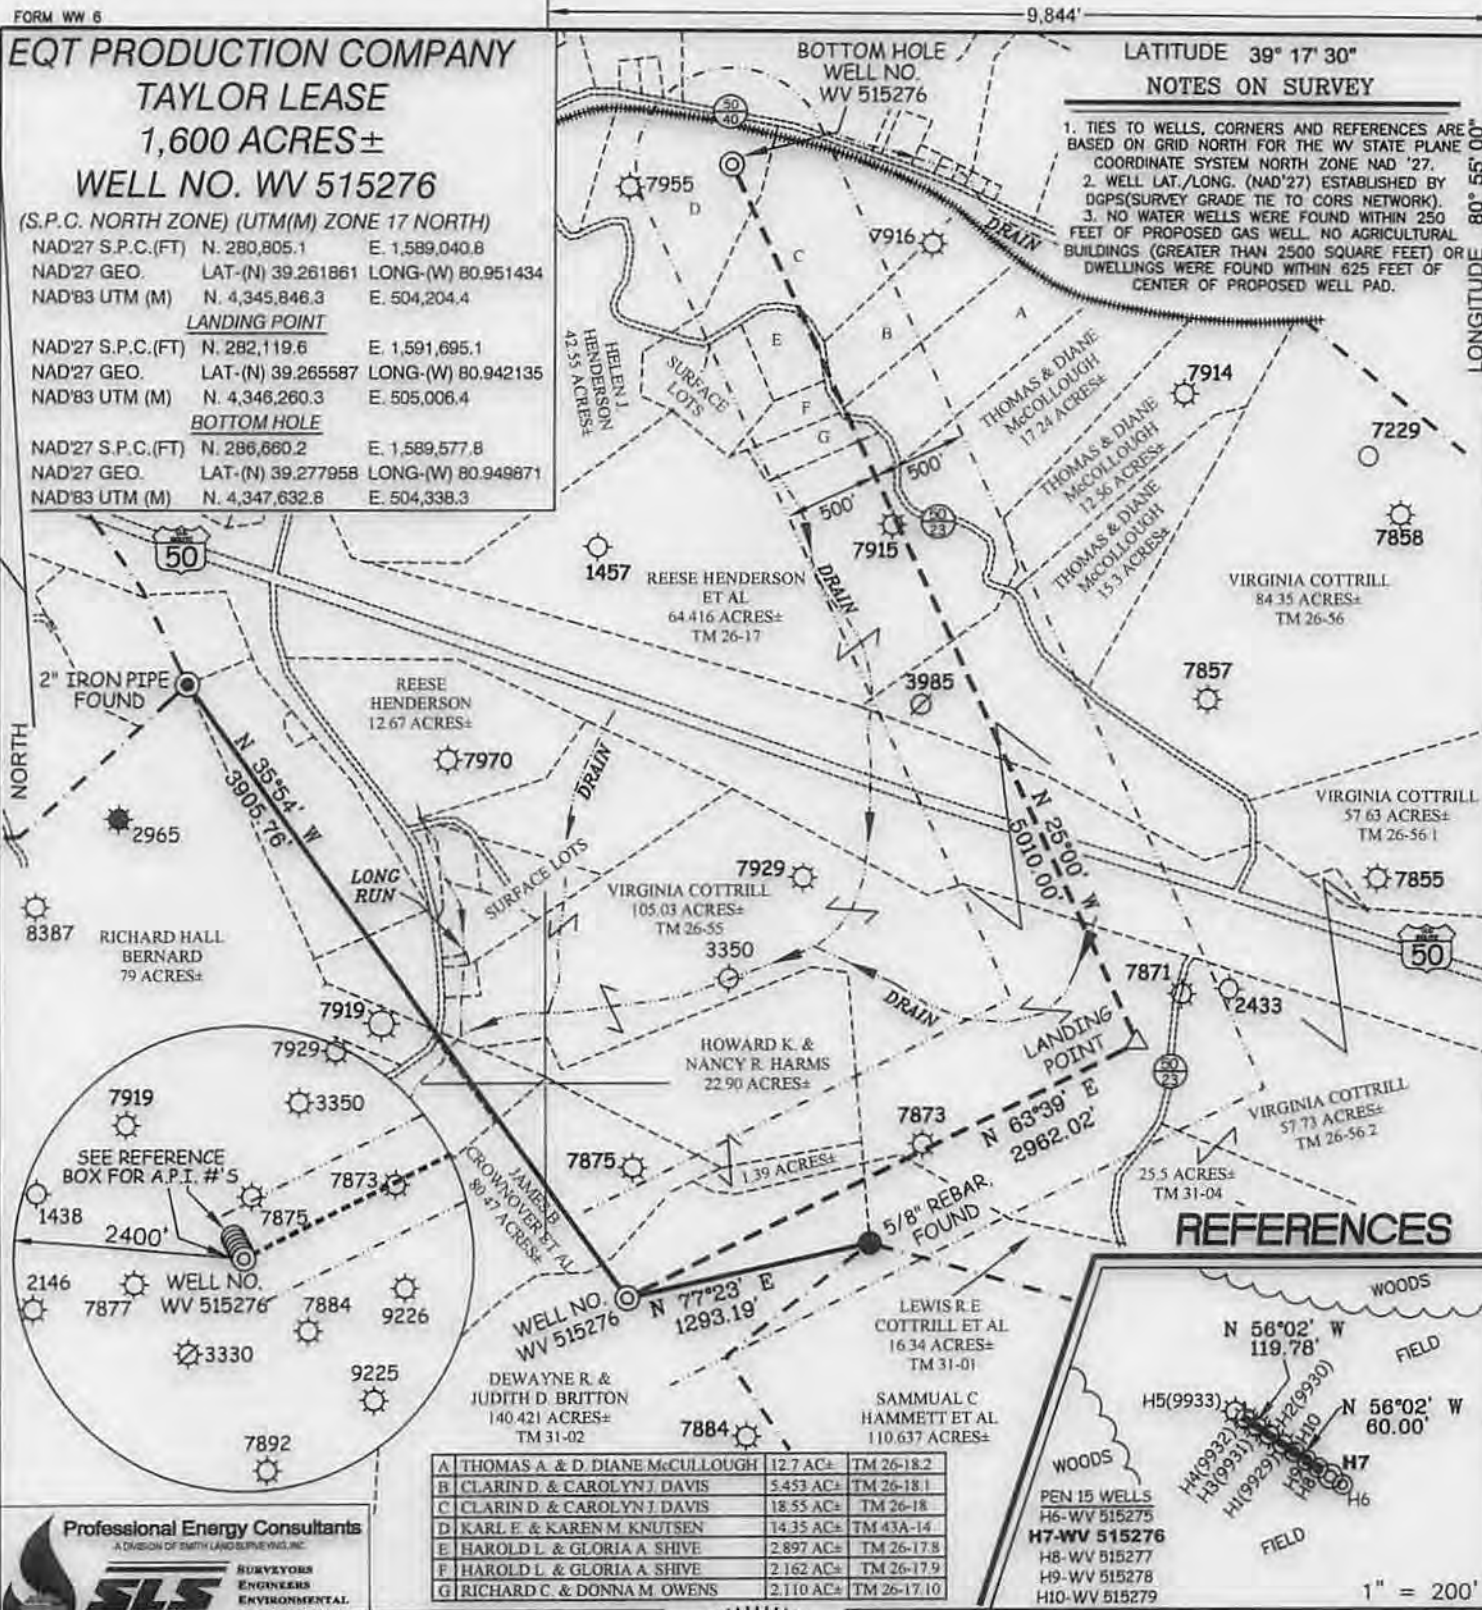 FORM WW 6
9,844'
EQT PRODUCTION COMPANY
TAYLOR LEASE
1,600 ACRES±
WELL NO. WV 515276
(S.P.C. NORTH ZONE) (UTM(M) ZONE 17 NORTH)
NAD'27 S.P.C.(FT) N. 280,805.1 E. 1,589,040.8
NAD'27 GEO. LAT-(N) 39.261861 LONG-(W) 80.951434
NAD'83 UTM (M) N. 4,345,846.3 E. 504,204.4
LANDING POINT
NAD'27 S.P.C.(FT) N. 282,119.6 E. 1,591,695.1
NAD'27 GEO. LAT-(N) 39.265587 LONG-(W) 80.942135
NAD'83 UTM (M) N. 4,346,260.3 E. 505,006.4
BOTTOM HOLE
NAD'27 S.P.C.(FT) N. 286,660.2 E. 1,589,577.8
NAD'27 GEO. LAT-(N) 39.277958 LONG-(W) 80.949871
NAD'83 UTM (M) N. 4,347,632.8 E. 504,338.3
BOTTOM HOLE
WELL NO.
WV 515276
LATITUDE 39° 17' 30"
NOTES ON SURVEY
1. TIES TO WELLS, CORNERS AND REFERENCES ARE
BASED ON GRID NORTH FOR THE WV STATE PLANE
COORDINATE SYSTEM NORTH ZONE NAD '27.
2. WELL LAT./LONG. (NAD'27) ESTABLISHED BY
DGPS(SURVEY GRADE TIE TO CORS NETWORK).
3. NO WATER WELLS WERE FOUND WITHIN 250
FEET OF PROPOSED GAS WELL. NO AGRICULTURAL
BUILDINGS (GREATER THAN 2500 SQUARE FEET) OR
DWELLINGS WERE FOUND WITHIN 625 FEET OF
CENTER OF PROPOSED WELL PAD.
LONGITUDE 80° 55' 00"
50
40
7955
D
7916
DRAIN
C
A
B
E
F
G
HELEN J.
HENDERSON
42.55 ACRES±
SURFACE
LOTS
THOMAS & DIANE
McCOLLOUGH
17.24 ACRES±
7914
THOMAS & DIANE
McCOLLOUGH
12.56 ACRES±
THOMAS & DIANE
McCOLLOUGH
15.3 ACRES±
7229
7858
500'
500'
50
23
7915
50
1457
REESE HENDERSON
ET AL
64.416 ACRES±
TM 26-17
DRAIN
VIRGINIA COTTRILL
84.35 ACRES±
TM 26-56
2" IRON PIPE
FOUND
REESE
HENDERSON
12.67 ACRES±
3985
7857
NORTH
N 35°54' W
3905.76'
7970
DRAIN
2965
N 25°00' W
5010.00'
VIRGINIA COTTRILL
57.63 ACRES±
TM 26-56.1
LONG
RUN
SURFACE LOTS
7929
VIRGINIA COTTRILL
105.03 ACRES±
TM 26-55
7855
8387
RICHARD HALL
BERNARD
79 ACRES±
3350
50
7871
2433
DRAIN
7919
LANDING
POINT
7929
HOWARD K. &
NANCY R. HARMS
22.90 ACRES±
50
23
7919
3350
VIRGINIA COTTRILL
57.73 ACRES±
TM 26-56.2
7873
N 63°39' E
2962.02'
SEE REFERENCE
BOX FOR A.P.I. #'S
7873
JAMES B
CROWNOVER ET AL
80.47 ACRES±
7875
1.39 ACRES±
25.5 ACRES±
TM 31-04
1438
7875
2400'
5/8" REBAR
FOUND
REFERENCES
2146
7877
WELL NO.
WV 515276
7884
9226
WELL NO.
WV 515276
N 77°23' E
1293.19'
LEWIS R.E.
COTTRILL ET AL
16.34 ACRES±
TM 31-01
3330
9225
DEWAYNE R. &
JUDITH D. BRITTON
140.421 ACRES±
TM 31-02
SAMMUAL C
HAMMETT ET AL
110.637 ACRES±
7884
7892
WOODS
N 56°02' W
119.78'
FIELD
H5(9933)
H2(9930)
N 56°02' W
60.00'
H4(9932)
H3(9931)
H1(9929)
H10
H9
H8
H7
H6
WOODS
FIELD
PEN 15 WELLS
H6-WV 515275
H7-WV 515276
H8-WV 515277
H9-WV 515278
H10-WV 515279
1" = 200'
A THOMAS A. & D. DIANE McCULLOUGH 12.7 AC± TM 26-18.2
B CLARIN D. & CAROLYN J. DAVIS 5.453 AC± TM 26-18.1
C CLARIN D. & CAROLYN J. DAVIS 18.55 AC± TM 26-18
D KARL E. & KAREN M. KNUTSEN 14.35 AC± TM 43A-14
E HAROLD L. & GLORIA A. SHIVE 2.897 AC± TM 26-17.8
F HAROLD L. & GLORIA A. SHIVE 2.162 AC± TM 26-17.9
G RICHARD C. & DONNA M. OWENS 2.110 AC± TM 26-17.10
Professional Energy Consultants
A DIVISION OF SMITH LAND SURVEYING, INC.
SLS
SURVEYORS
ENGINEERS
ENVIRONMENTAL